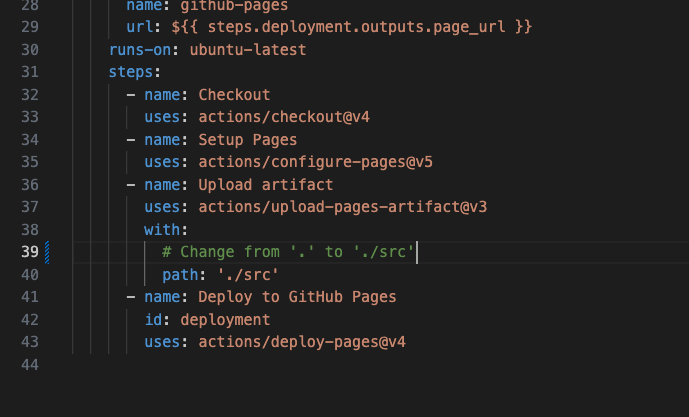 28 name: github-pages
29 url: ${{ steps.deployment.outputs.page_url }}
30 runs-on: ubuntu-latest
31 steps:
32 - name: Checkout
33 uses: actions/checkout@v4
34 - name: Setup Pages
35 uses: actions/configure-pages@v5
36 - name: Upload artifact
37 uses: actions/upload-pages-artifact@v3
38 with:
39 # Change from '.' to './src'
40 path: './src'
41 - name: Deploy to GitHub Pages
42 id: deployment
43 uses: actions/deploy-pages@v4
44